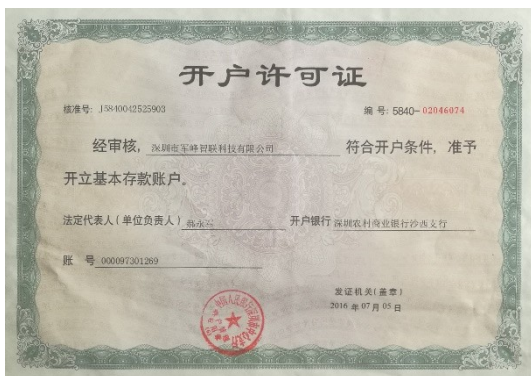 开户许可证
核准号: J5840042525903
编 号: 5840-02046074
经审核, 深圳市军峰智联科技有限公司 符合开户条件, 准予
开立基本存款账户。
法定代表人 (单位负责人) 韩永军 开户银行 深圳农村商业银行沙西支行
账 号 000097301269
发证机关(盖章)
2016 年 07 月 05 日